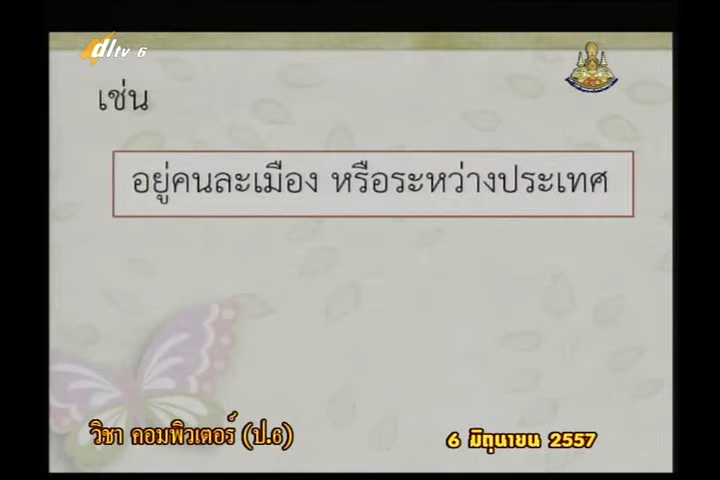 dltv 6
เช่น
อยู่คนละเมือง หรือระหว่างประเทศ
วิชา คอมพิวเตอร์ (ป.6)
6 มิถุนายน 2557